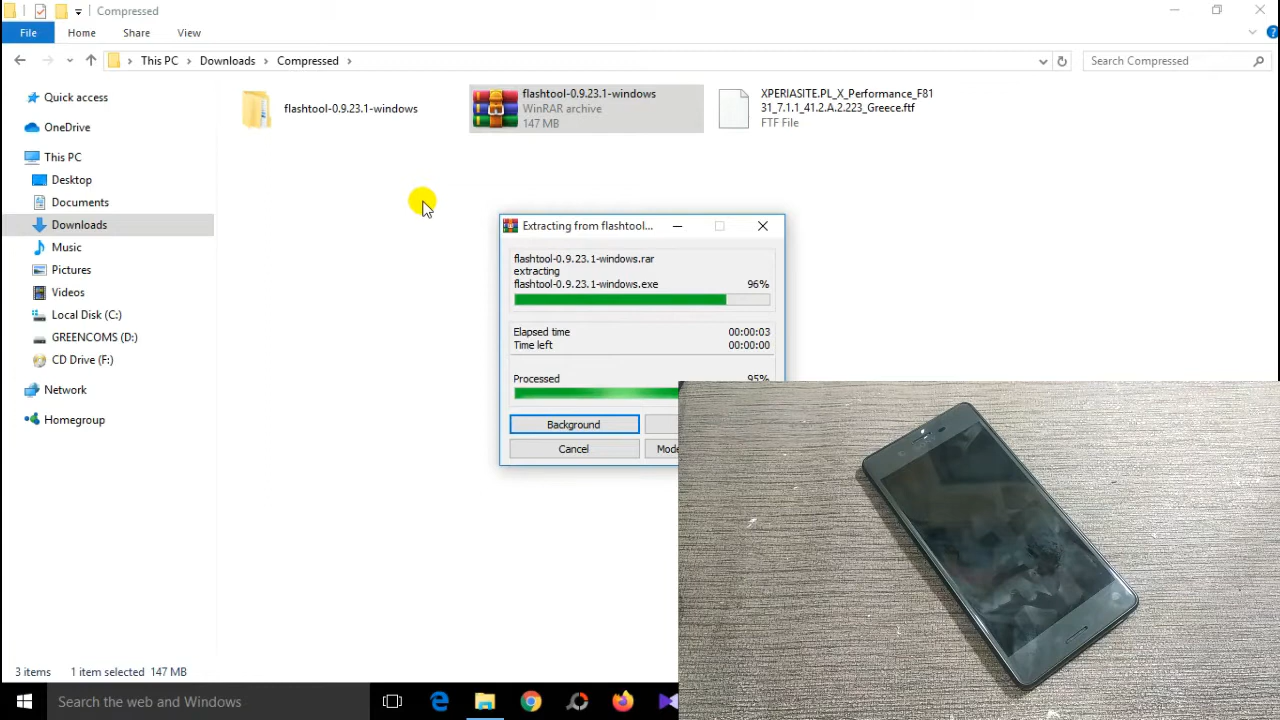 Compressed
File
Home
Share
View
This PC
Downloads
Compressed
Search Compressed
Quick access
OneDrive
This PC
Desktop
Documents
Downloads
Music
Pictures
Videos
Local Disk (C:)
GREENCOMS (D:)
CD Drive (F:)
Network
Homegroup
flashtool-0.9.23.1-windows
flashtool-0.9.23.1-windows
WinRAR archive
147 MB
XPERIASITE.PL_X_Performance_F81
31_7.1.1_41.2.A.2.223_Greece.ftf
FTF File
Extracting from flashtool...
flashtool-0.9.23.1-windows.rar
extracting
flashtool-0.9.23.1-windows.exe 96%
Elapsed time 00:00:03
Time left 00:00:00
Processed 95%
Background
Cancel
Mode
3 items 1 item selected 147 MB
Search the web and Windows